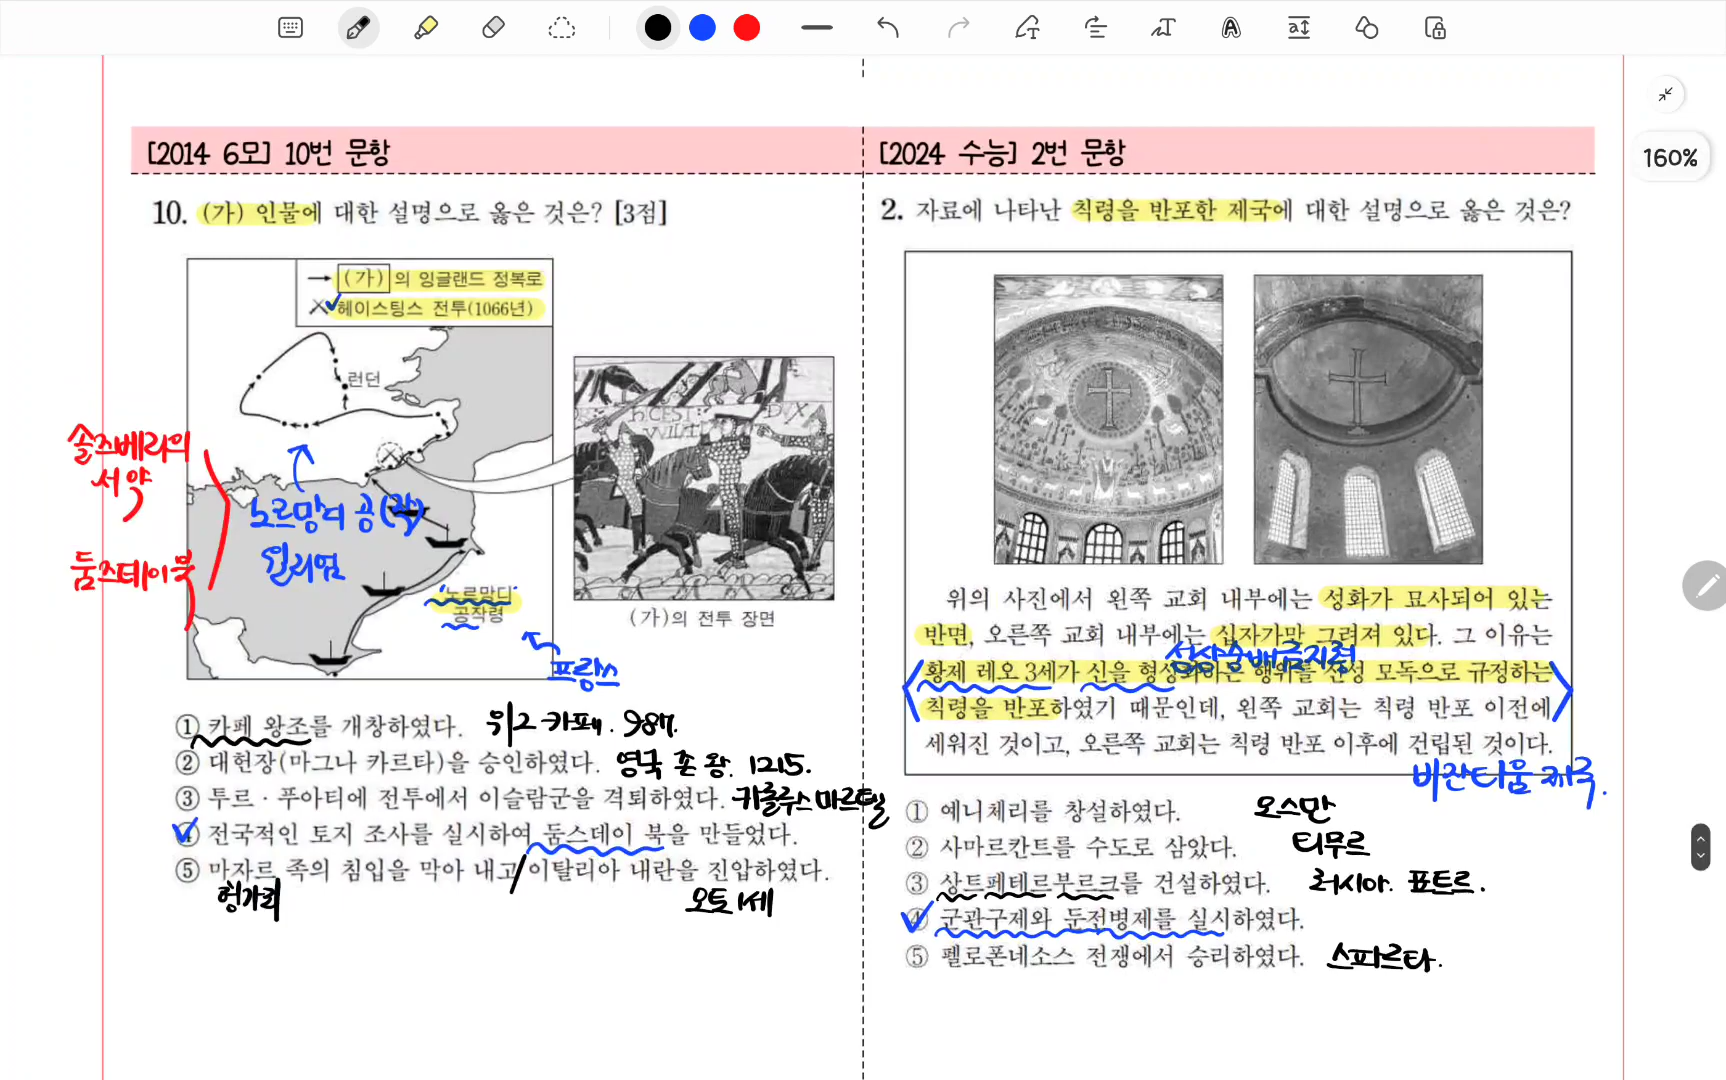 160%
[2014 6모] 10번 문항
10. (가) 인물에 대한 설명으로 옳은 것은? [3점]
(가) 의 잉글랜드 정복로
헤이스팅스 전투(1066년)
런던
솔즈베리의
서약
둠즈데이 북
노르망디 공(작)
윌리엄
노르망디
공작령
프랑스
HIC EST
WILEL
DVX
(가)의 전투 장면
① 카페 왕조를 개창하였다. 위그 카페. 987.
② 대헌장(마그나 카르타)을 승인하였다. 영국 존 왕. 1215.
③ 투르 · 푸아티에 전투에서 이슬람군을 격퇴하였다. 카롤루스 마르텔
④ 전국적인 토지 조사를 실시하여 둠스데이 북을 만들었다.
⑤ 마자르 족의 침입을 막아 내고 이탈리아 내란을 진압하였다.
헝가리
오토 1세
[2024 수능] 2번 문항
2. 자료에 나타난 칙령을 반포한 제국에 대한 설명으로 옳은 것은?
위의 사진에서 왼쪽 교회 내부에는 성화가 묘사되어 있는
반면, 오른쪽 교회 내부에는 십자가만 그려져 있다. 그 이유는
성상숭배금지령
황제 레오 3세가 신을 형상화하는 행위를 신성 모독으로 규정하는
칙령을 반포하였기 때문인데, 왼쪽 교회는 칙령 반포 이전에
세워진 것이고, 오른쪽 교회는 칙령 반포 이후에 건립된 것이다.
비잔티움 제국.
① 예니체리를 창설하였다. 오스만
② 사마르칸트를 수도로 삼았다. 티무르
③ 상트페테르부르크를 건설하였다. 러시아. 표트르.
④ 군관구제와 둔전병제를 실시하였다.
⑤ 펠로폰네소스 전쟁에서 승리하였다. 스파르타.